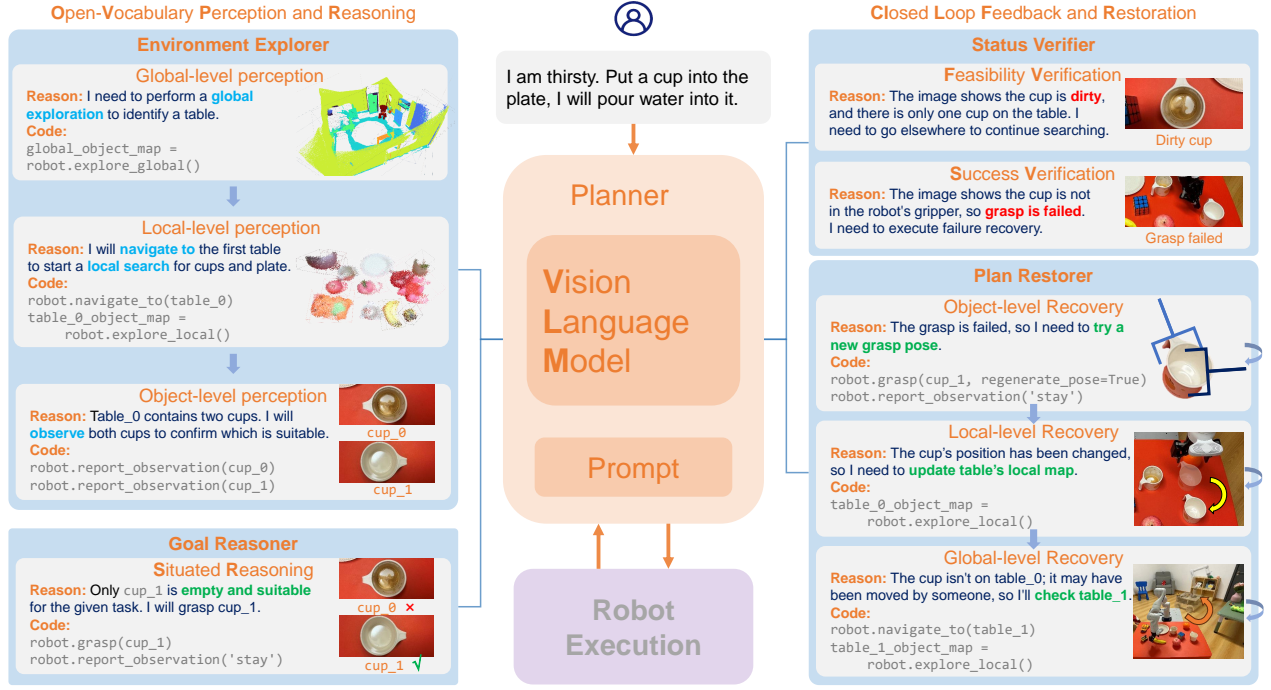 Open-Vocabulary Perception and Reasoning
Environment Explorer
Global-level perception
Reason: I need to perform a global
exploration to identify a table.
Code:
global_object_map =
robot.explore_global()
Local-level perception
Reason: I will navigate to the first table
to start a local search for cups and plate.
Code:
robot.navigate_to(table_0)
table_0_object_map =
robot.explore_local()
Object-level perception
Reason: Table_0 contains two cups. I will
observe both cups to confirm which is suitable.
Code:
robot.report_observation(cup_0)
robot.report_observation(cup_1)
cup_0
cup_1
Goal Reasoner
Situated Reasoning
Reason: Only cup_1 is empty and suitable
for the given task. I will grasp cup_1.
Code:
robot.grasp(cup_1)
robot.report_observation('stay')
cup_0 ×
cup_1 √
I am thirsty. Put a cup into the
plate, I will pour water into it.
Planner
Vision
Language
Model
Prompt
Robot
Execution
Closed Loop Feedback and Restoration
Status Verifier
Feasibility Verification
Reason: The image shows the cup is dirty,
and there is only one cup on the table. I
need to go elsewhere to continue searching.
Dirty cup
Success Verification
Reason: The image shows the cup is not
in the robot's gripper, so grasp is failed.
I need to execute failure recovery.
Grasp failed
Plan Restorer
Object-level Recovery
Reason: The grasp is failed, so I need to try a
new grasp pose.
Code:
robot.grasp(cup_1, regenerate_pose=True)
robot.report_observation('stay')
Local-level Recovery
Reason: The cup's position has been changed,
so I need to update table's local map.
Code:
table_0_object_map =
robot.explore_local()
Global-level Recovery
Reason: The cup isn't on table_0; it may have
been moved by someone, so I'll check table_1.
Code:
robot.navigate_to(table_1)
table_1_object_map =
robot.explore_local()